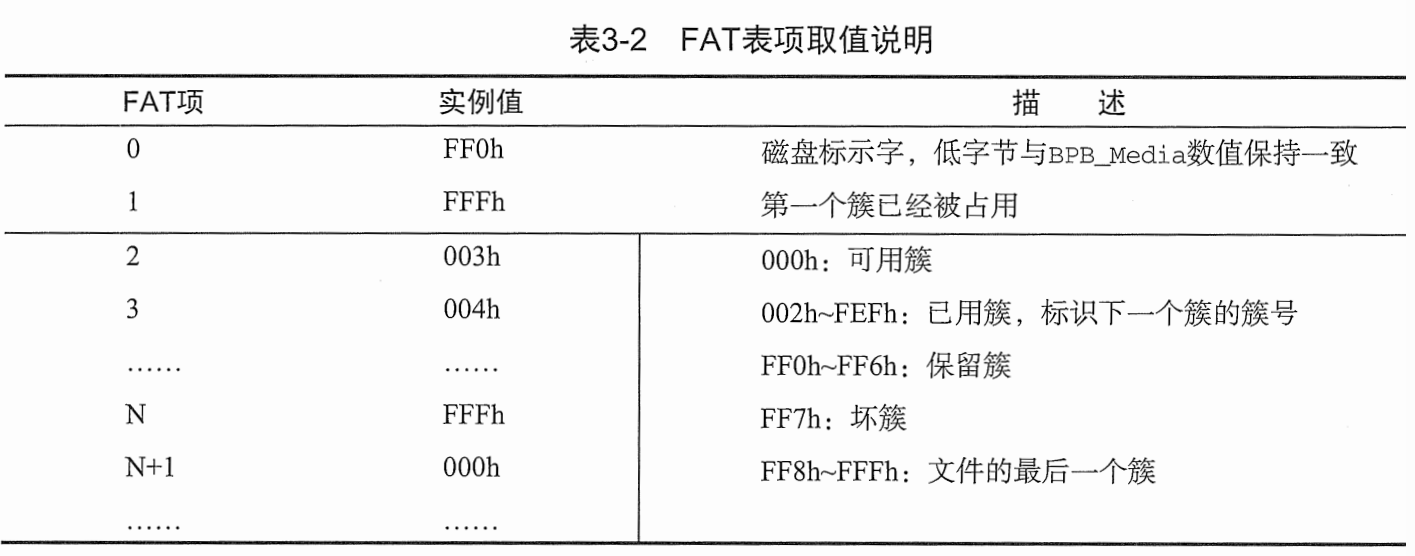 表3-2 FAT表项取值说明
FAT项 实例值 描 述
0 FF0h 磁盘标示字，低字节与BPB_Media数值保持一致
1 FFFh 第一个簇已经被占用
2 003h 000h：可用簇
3 004h 002h~FEFh：已用簇，标识下一个簇的簇号
…… …… FF0h~FF6h：保留簇
N FFFh FF7h：坏簇
N+1 000h FF8h~FFFh：文件的最后一个簇
…… ……